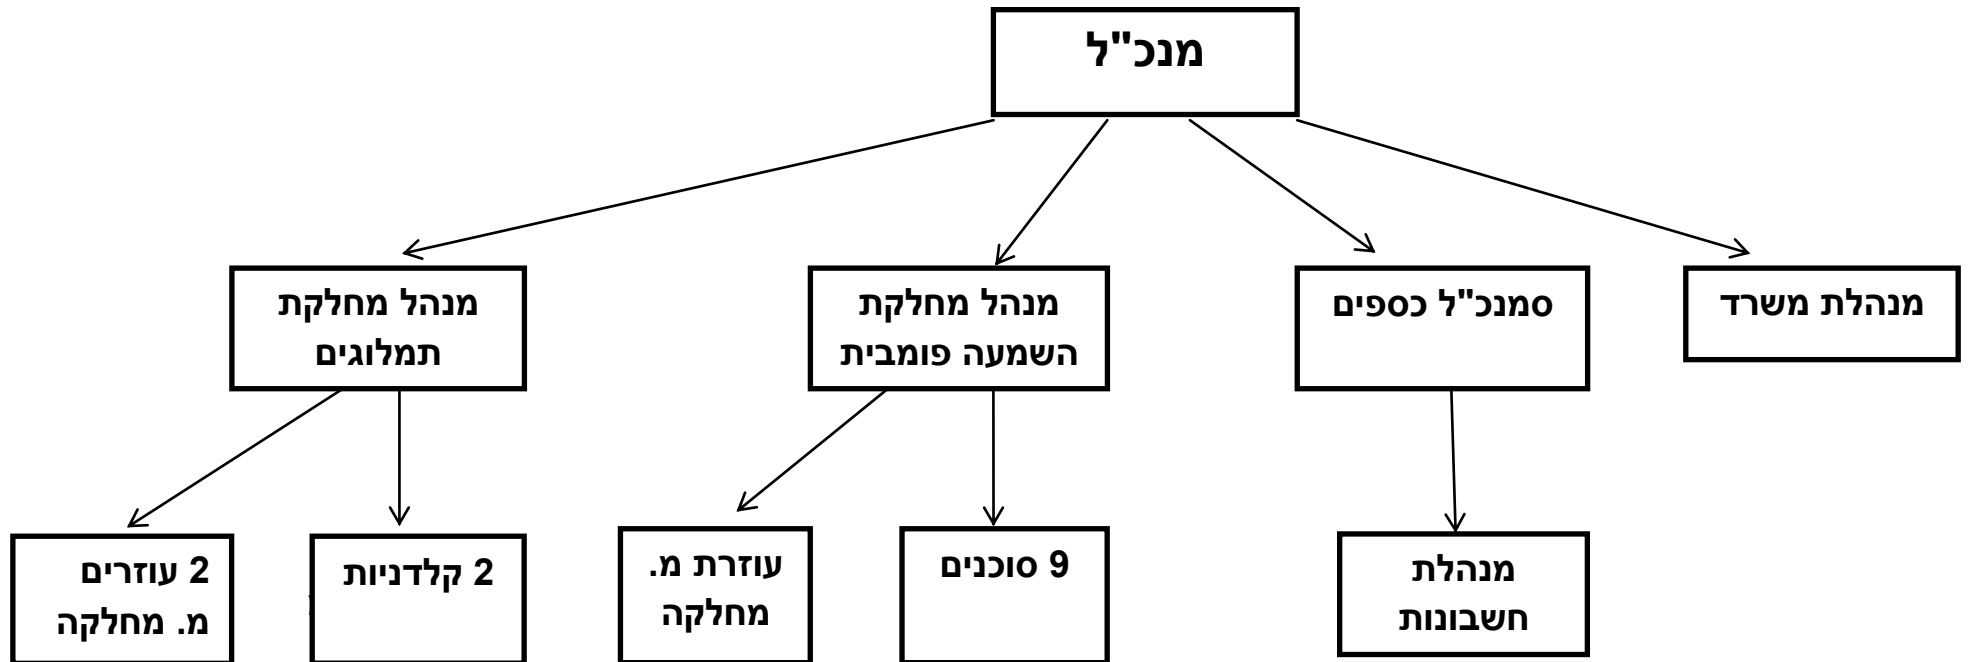 מנכ"ל
מנהלת משרד
סמנכ"ל כספים
מנהל מחלקת
השמעה פומבית
מנהל מחלקת
תמלוגים
מנהלת
חשבונות
9 סוכנים
עוזרת מ.
מחלקה
2 קלדניות
2 עוזרים
מ. מחלקה